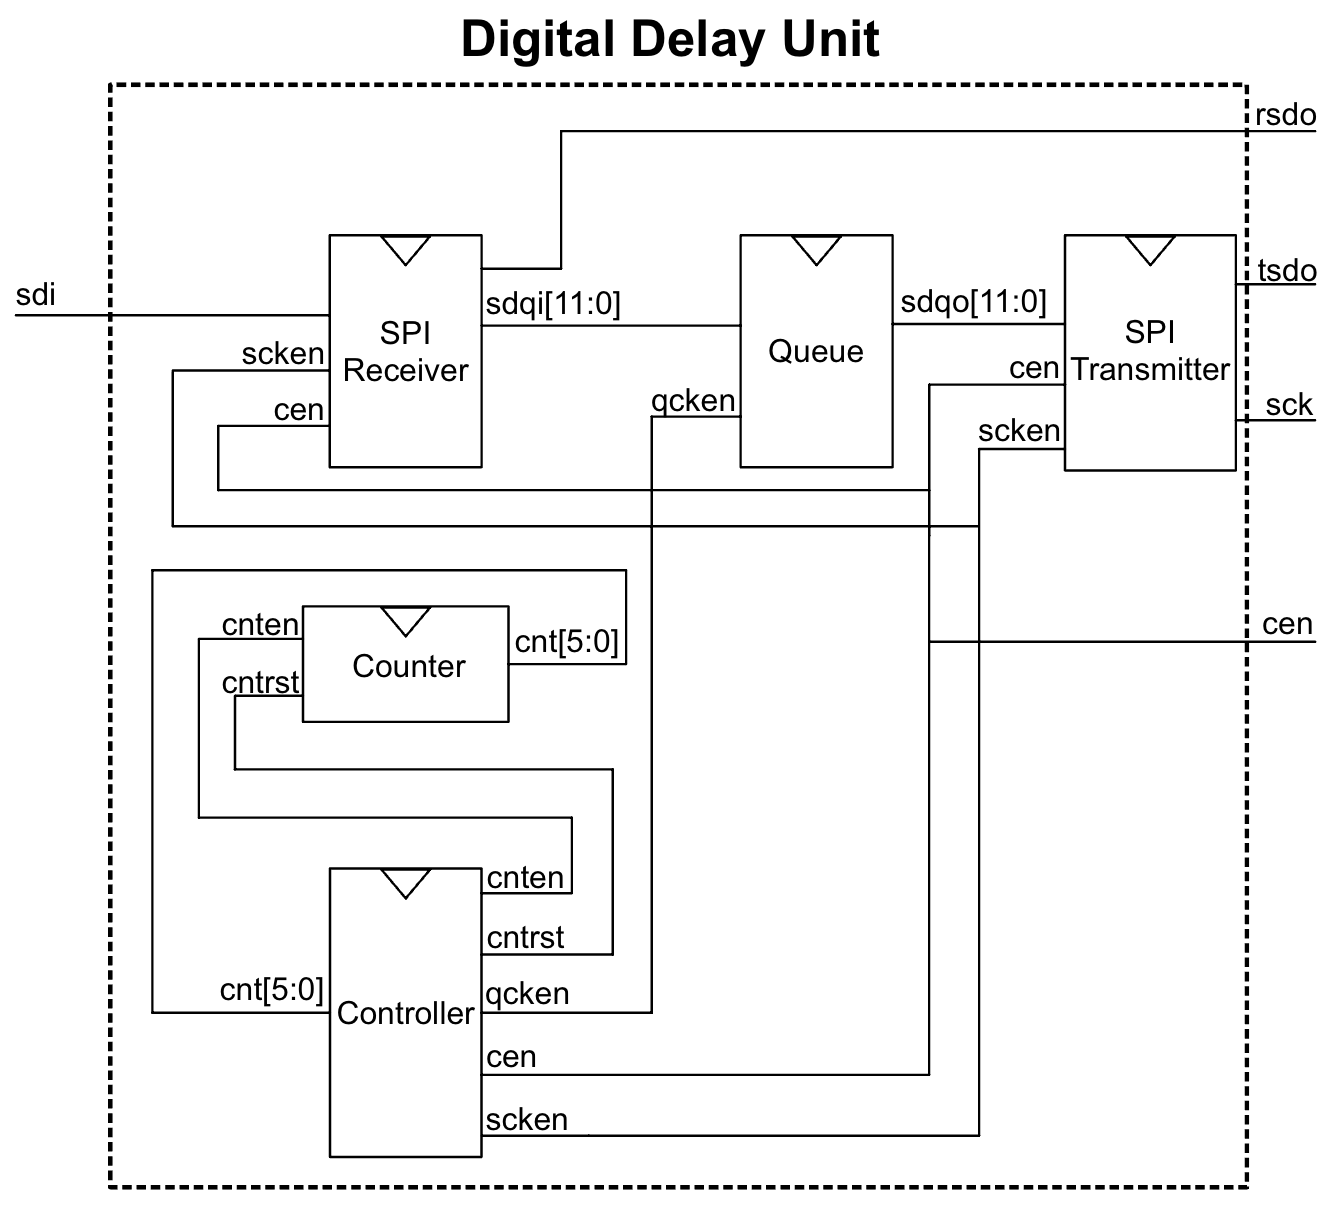 Digital Delay Unit
rsdo
sdi
SPI
Receiver
scken
cen
sdqi[11:0]
Queue
qcken
sdqo[11:0]
SPI
Transmitter
cen
scken
tsdo
sck
cnten
cntrst
Counter
cnt[5:0]
cen
cnt[5:0]
Controller
cnten
cntrst
qcken
cen
scken